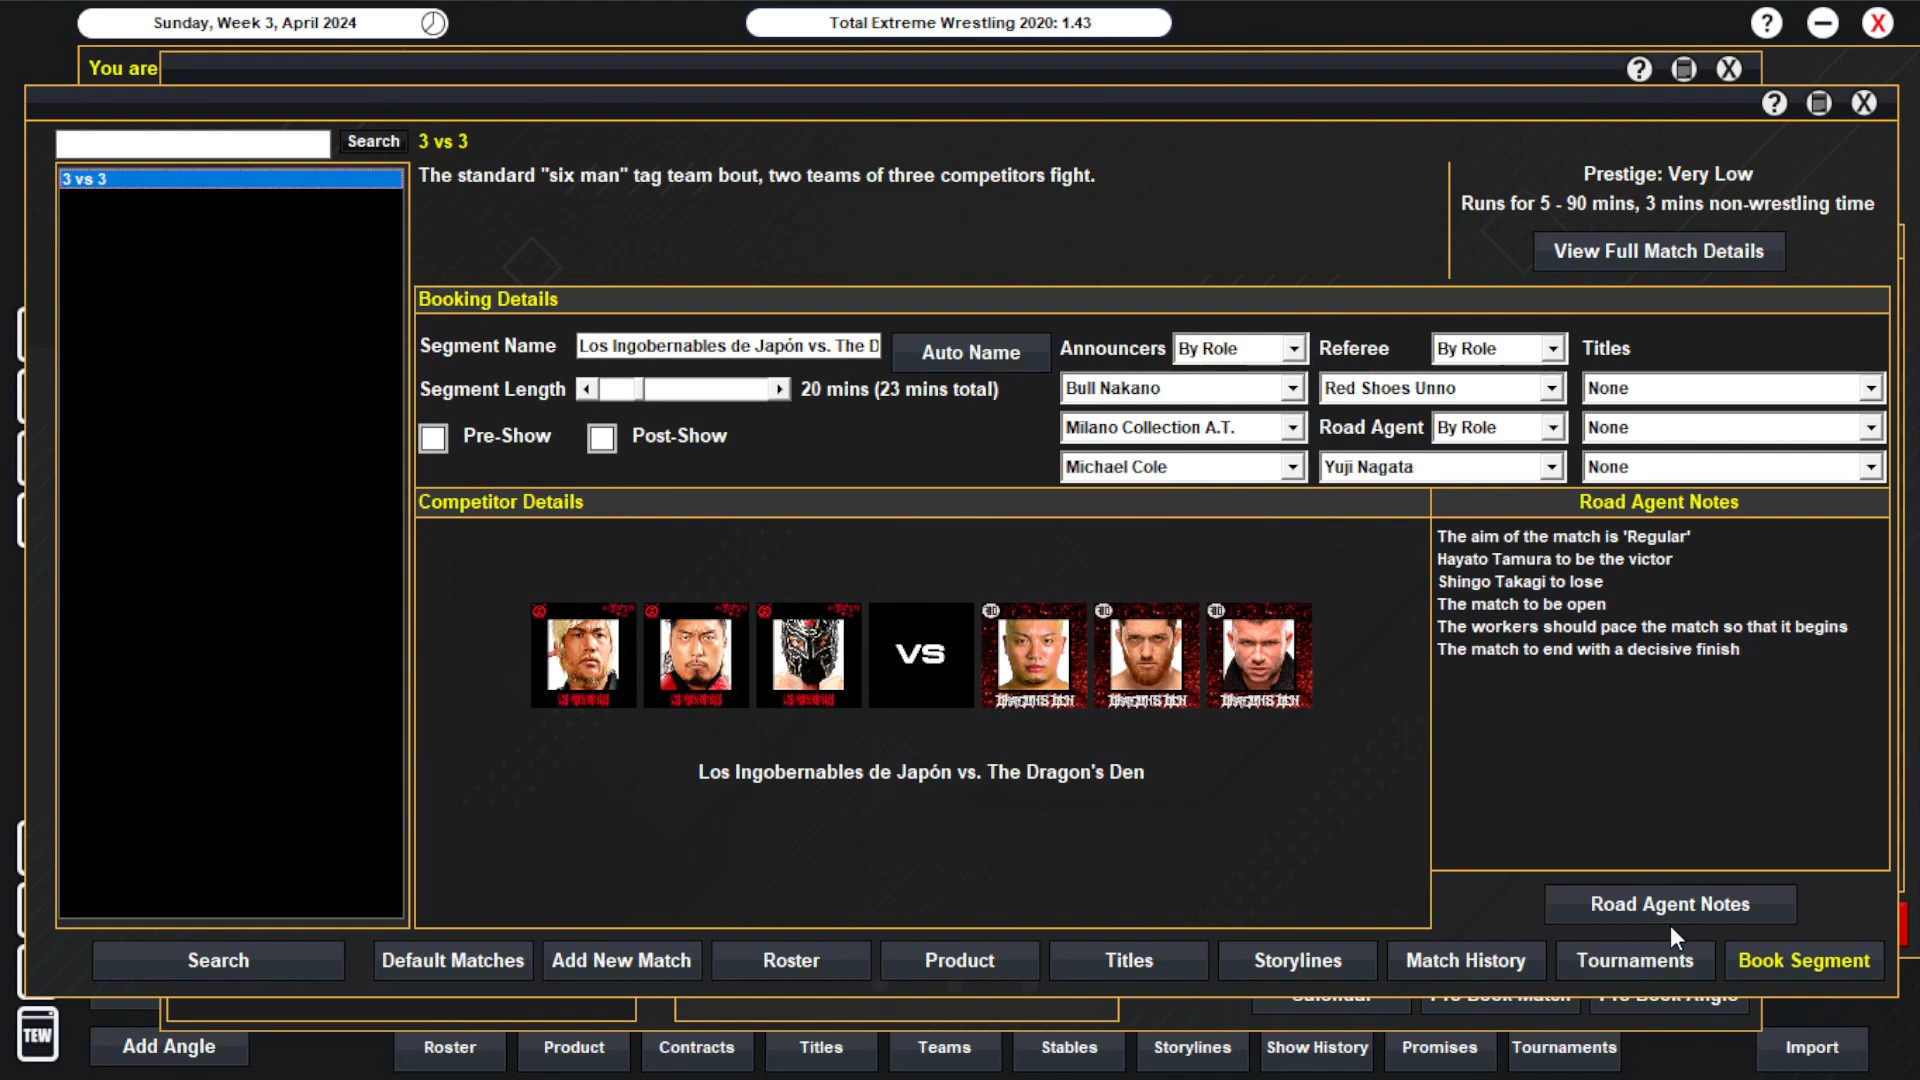 Sunday, Week 3, April 2024
Total Extreme Wrestling 2020: 1.43
?
X
You are
?
X
?
X
Search
3 vs 3
3 vs 3
The standard "six man" tag team bout, two teams of three competitors fight.
Prestige: Very Low
Runs for 5 - 90 mins, 3 mins non-wrestling time
View Full Match Details
Booking Details
Segment Name
Los Ingobernables de Japón vs. The D
Auto Name
Announcers
By Role
Referee
By Role
Titles
Segment Length
20 mins (23 mins total)
Bull Nakano
Red Shoes Unno
None
Pre-Show
Post-Show
Milano Collection A.T.
Road Agent
By Role
None
Michael Cole
Yuji Nagata
None
Competitor Details
Road Agent Notes
The aim of the match is 'Regular'
Hayato Tamura to be the victor
Shingo Takagi to lose
The match to be open
The workers should pace the match so that it begins
The match to end with a decisive finish
VS
Los Ingobernables de Japón vs. The Dragon's Den
Road Agent Notes
Search
Default Matches
Add New Match
Roster
Product
Titles
Storylines
Match History
Tournaments
Book Segment
Calendar
Pre Book Match
Pre Book Angle
TEW
Add Angle
Roster
Product
Contracts
Titles
Teams
Stables
Storylines
Show History
Promises
Tournaments
Import